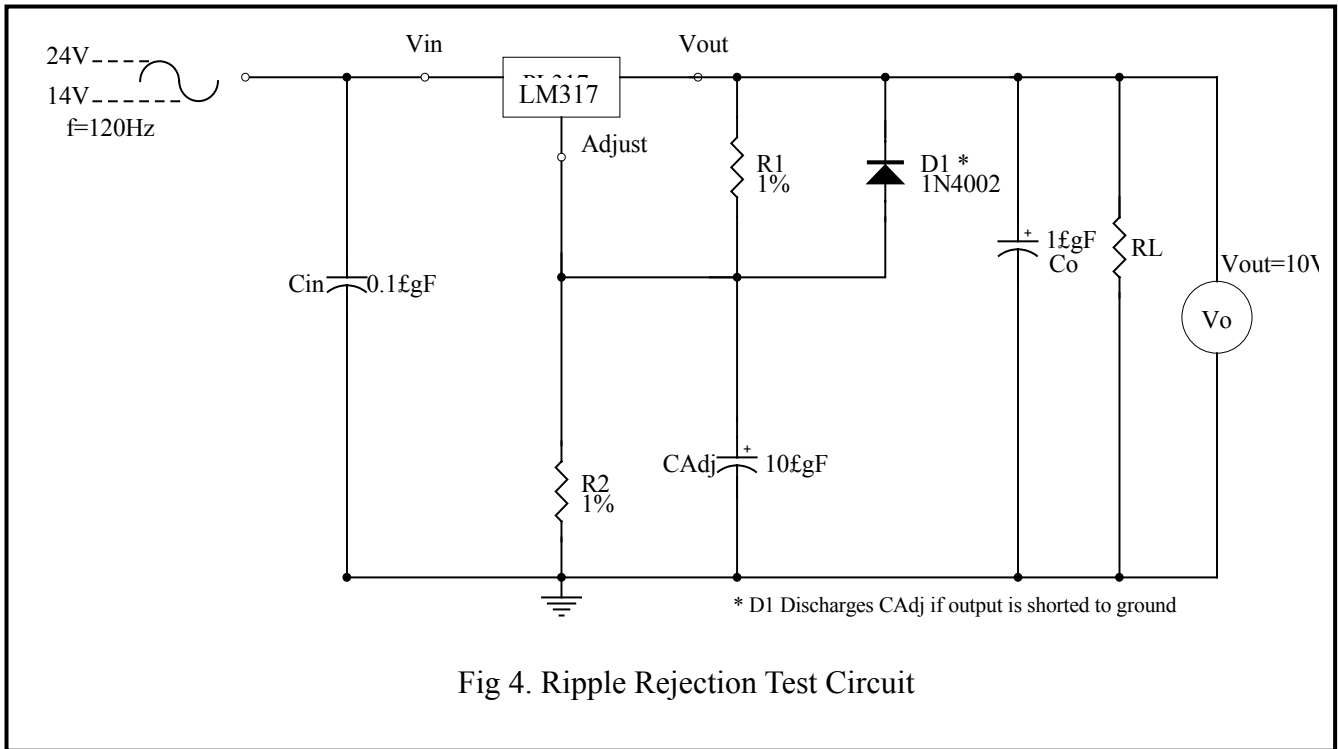 Vin
Vout
24V
14V
f=120Hz
LM317
Adjust
R1
1%
D1 *
1N4002
1£gF
Co
RL
Vout=10V
Vo
Cin
0.1£gF
CAdj
10£gF
R2
1%
* D1 Discharges CAdj if output is shorted to ground
Fig 4. Ripple Rejection Test Circuit